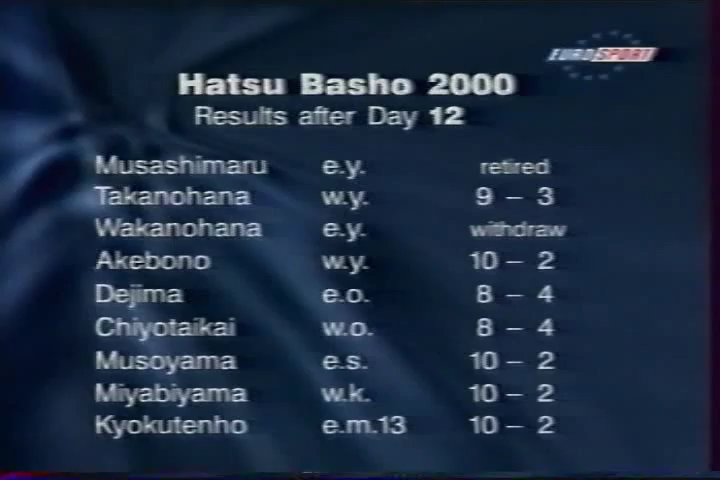 EUROSPORT
Hatsu Basho 2000
Results after Day 12
Musashimaru e.y. retired
Takanohana w.y. 9 – 3
Wakanohana e.y. withdraw
Akebono w.y. 10 – 2
Dejima e.o. 8 – 4
Chiyotaikai w.o. 8 – 4
Musoyama e.s. 10 – 2
Miyabiyama w.k. 10 – 2
Kyokutenho e.m.13 10 – 2